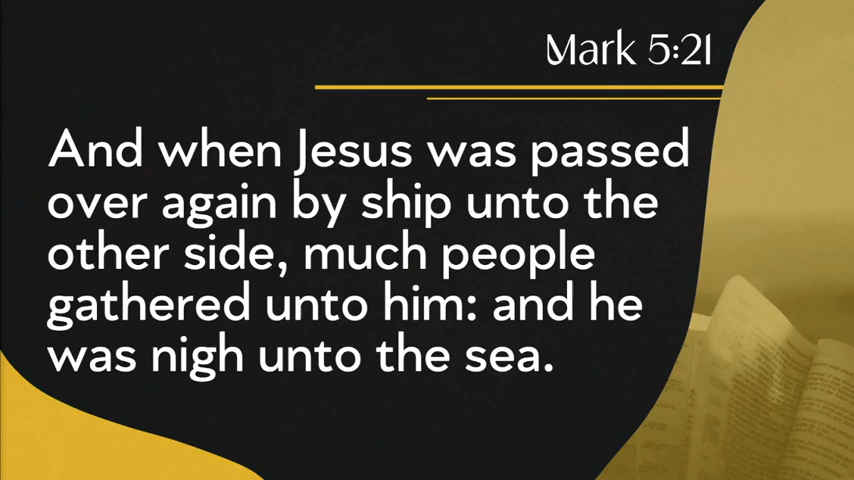 Mark 5:21
And when Jesus was passed
over again by ship unto the
other side, much people
gathered unto him: and he
was nigh unto the sea.